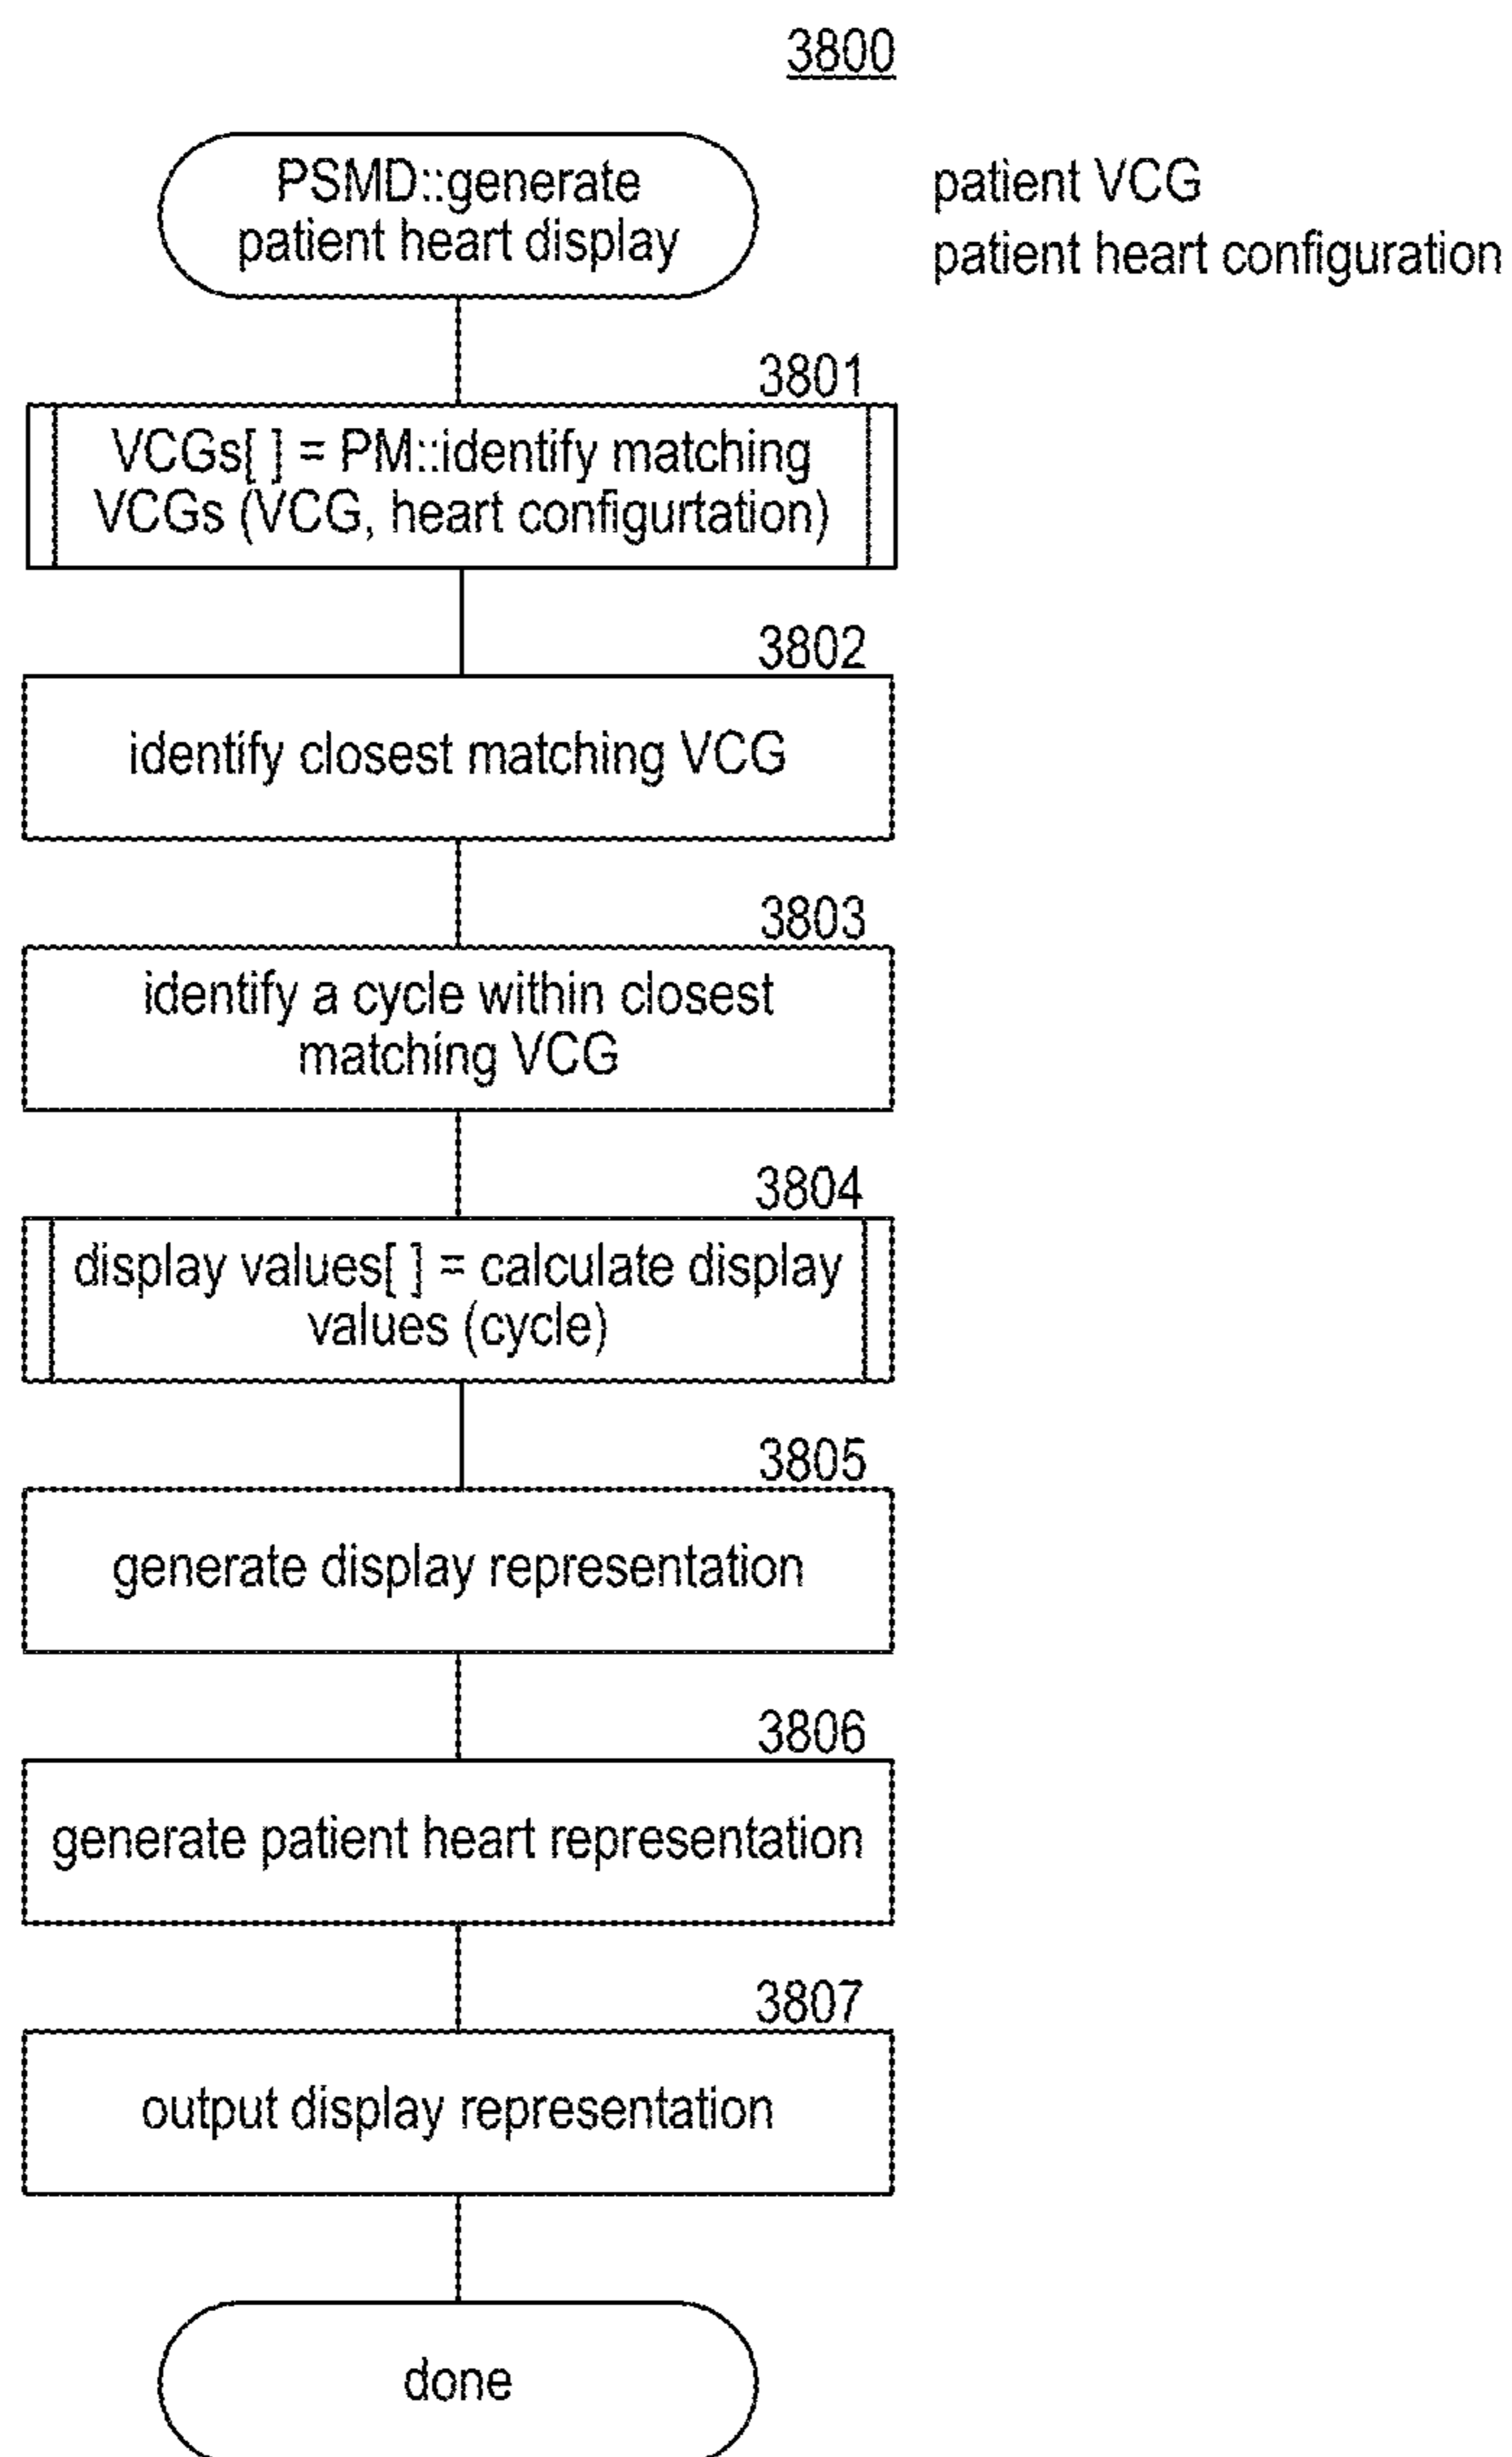 3800
PSMD::generate
patient heart display
patient VCG
patient heart configuration
3801
VCGs[ ] = PM::identify matching
VCGs (VCG, heart configurtation)
3802
identify closest matching VCG
3803
identify a cycle within closest
matching VCG
3804
display values[ ] = calculate display
values (cycle)
3805
generate display representation
3806
generate patient heart representation
3807
output display representation
done